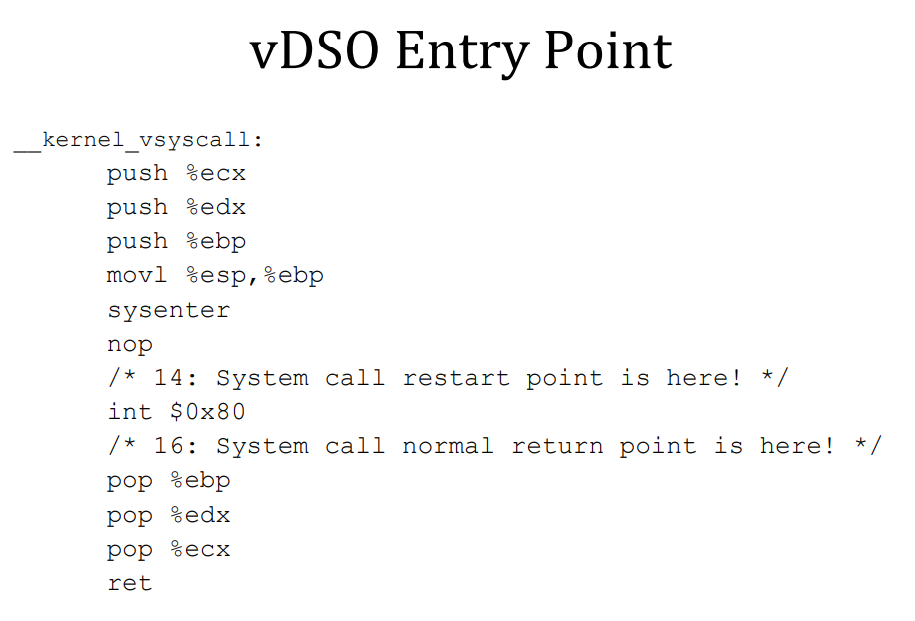 vDSO Entry Point
__kernel_vsyscall:
push %ecx
push %edx
push %ebp
movl %esp,%ebp
sysenter
nop
/* 14: System call restart point is here! */
int $0x80
/* 16: System call normal return point is here! */
pop %ebp
pop %edx
pop %ecx
ret